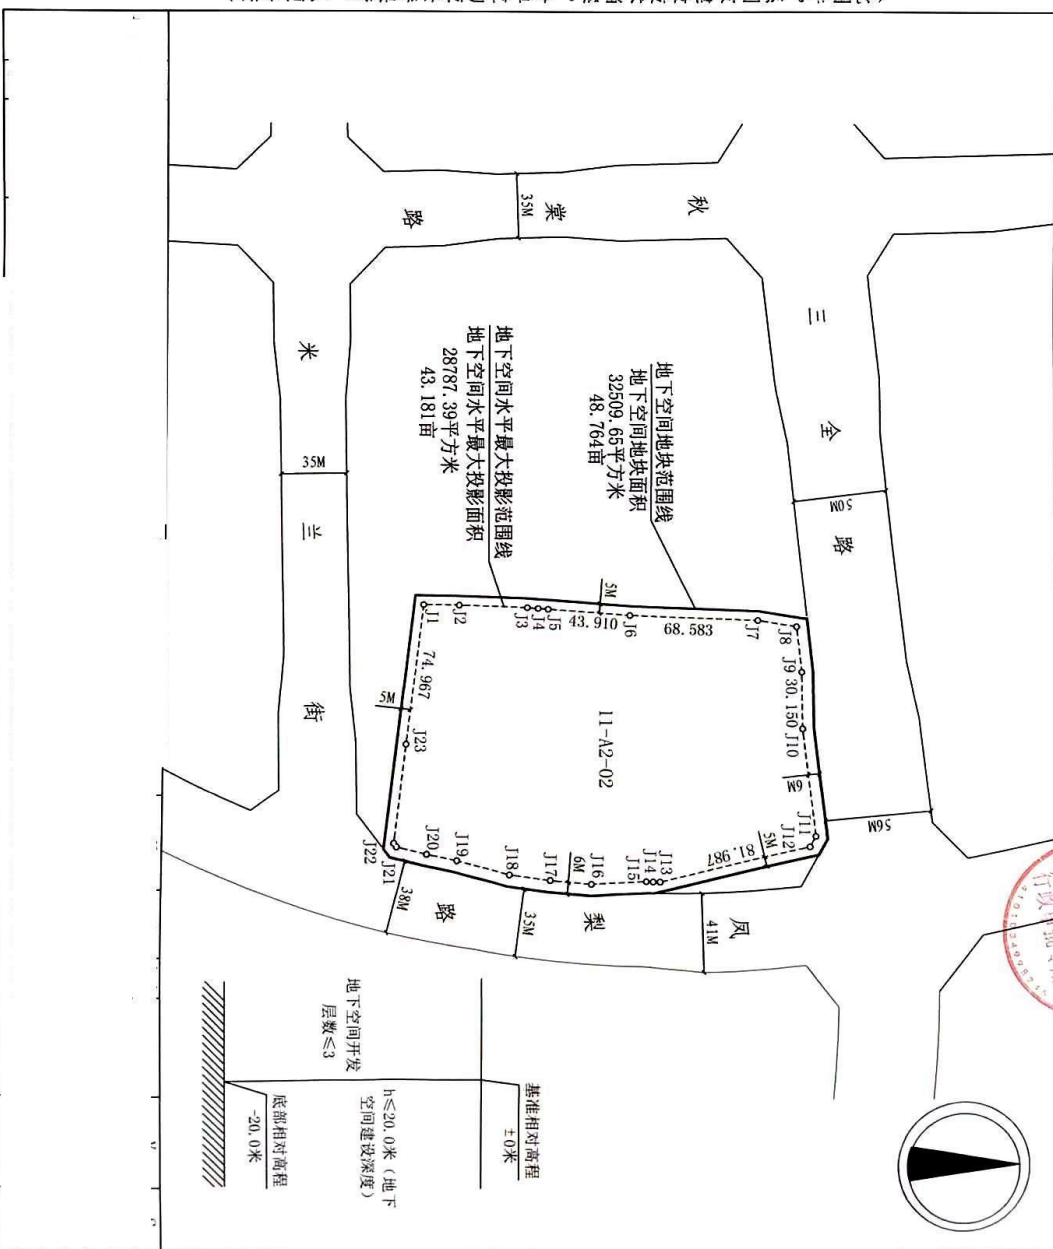 秋棠路
35M
三全路
50M
56M
米兰街
35M
地下空间地块范围线
地下空间地块面积
32509.65平方米
48.764亩
地下空间水平最大投影范围线
地下空间水平最大投影面积
28787.39平方米
43.181亩
11-A2-02
J1
J2
J3
J4
J5
J6
J7
J8
J9
J10
J11
J12
J13
J14
J15
J16
J17
J18
J19
J20
J21
J22
J23
5M
43.910
68.583
30.150
6M
5M
81.987
6M
74.967
5M
凤梨路
41M
35M
38M
基准相对高程
±0米
h≤20.0米（地下
空间建设深度）
地下空间开发
层数≤3
底部相对高程
-20.0米